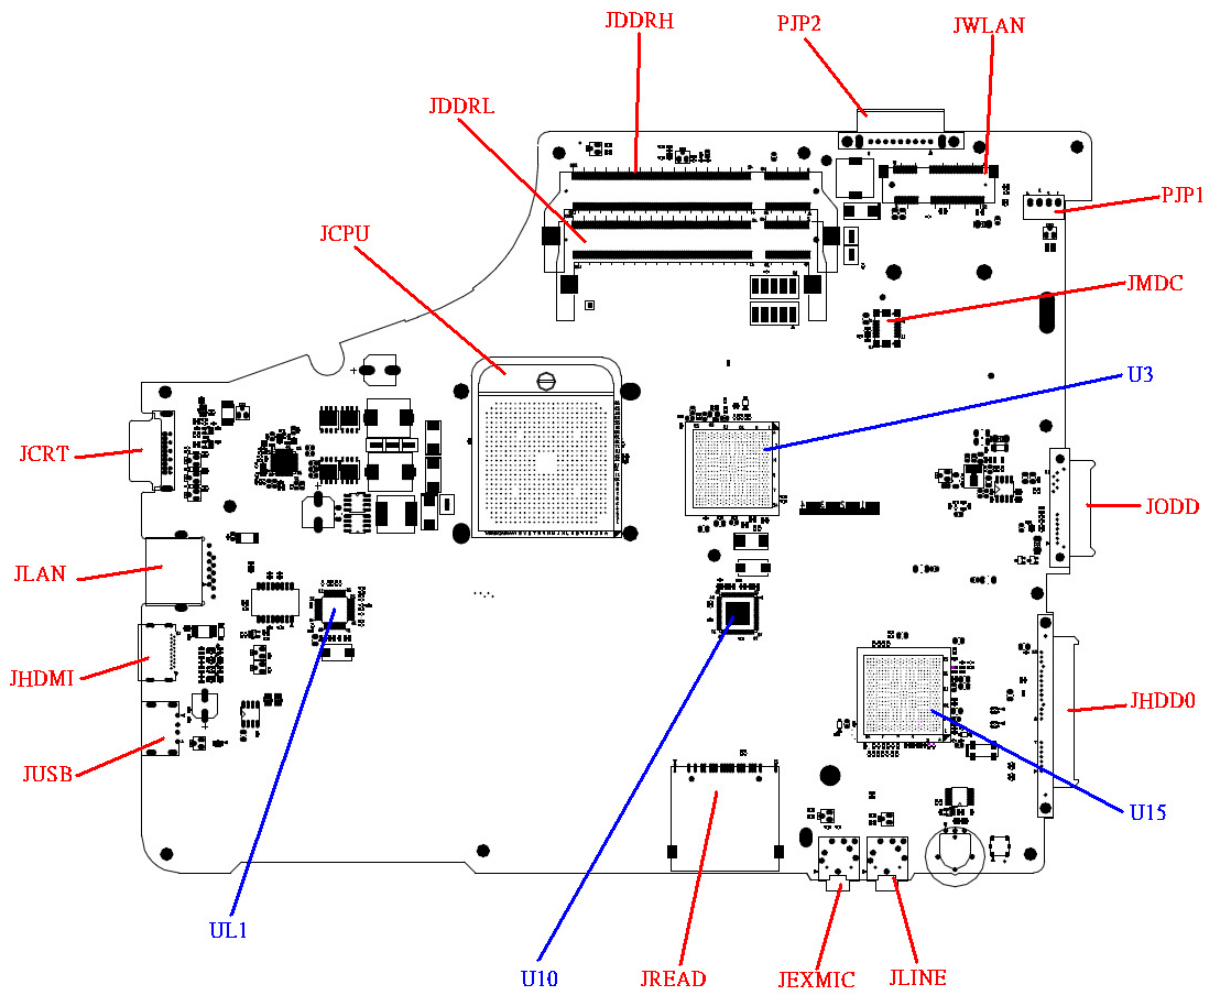 JDDRH
PJP2
JWLAN
JDDRL
PJP1
JCPU
JMDC
U3
JCRT
JODD
JLAN
JHDMI
JHDD0
JUSB
U15
UL1
U10
JREAD
JEXMIC
JLINE